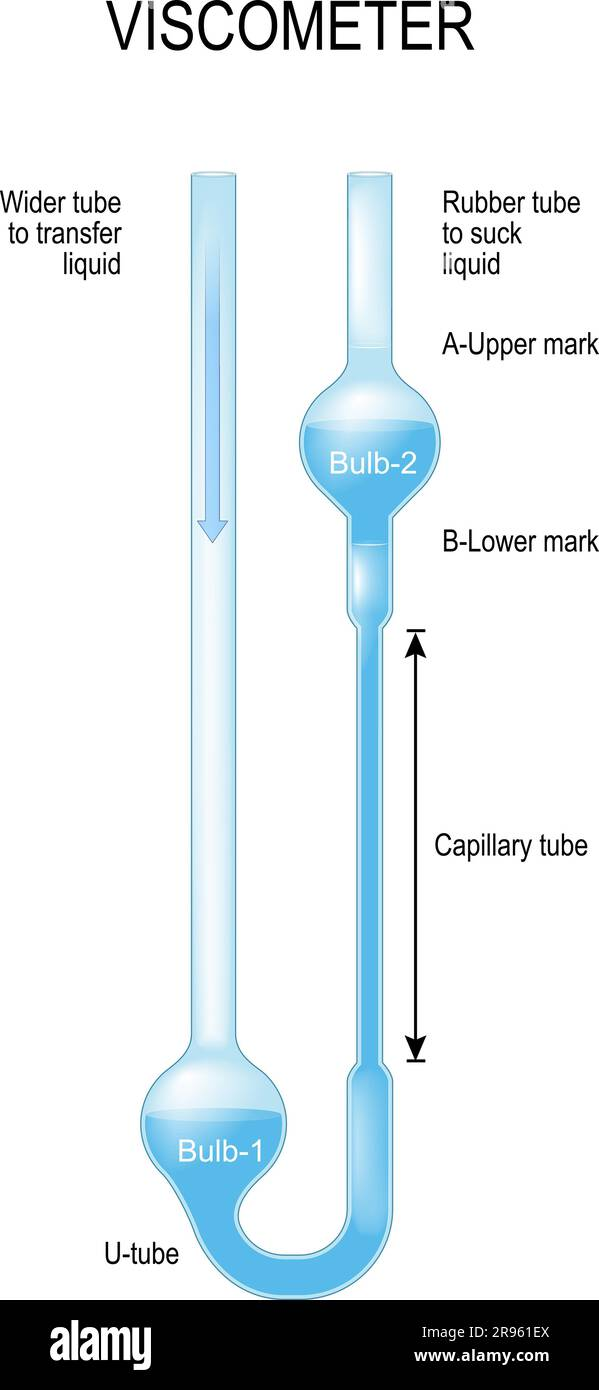 VISCOMETER
Wider tube
to transfer
liquid
Rubber tube
to suck
liquid
A-Upper mark
Bulb-2
B-Lower mark
Capillary tube
Bulb-1
U-tube
alamy
Image ID: 2R961EX
www.alamy.com